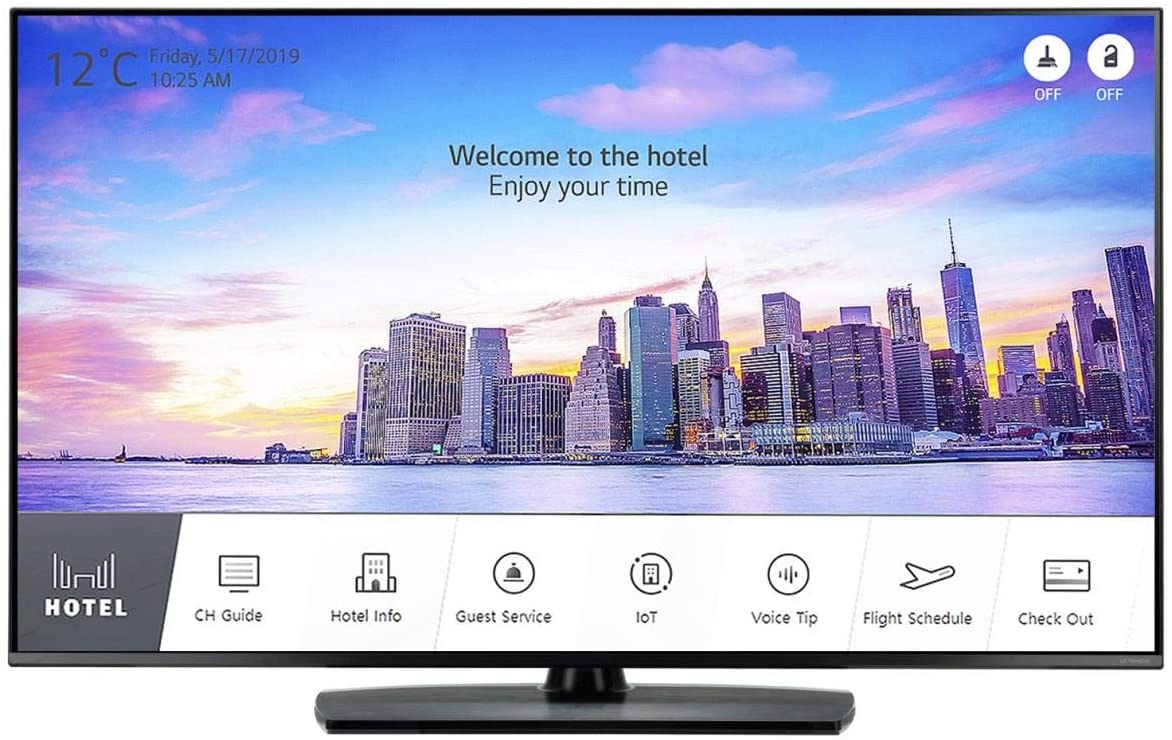 12°C
Friday, 5/17/2019
10:25 AM
OFF
OFF
Welcome to the hotel
Enjoy your time
HOTEL
CH Guide
Hotel Info
Guest Service
IoT
Voice Tip
Flight Schedule
Check Out